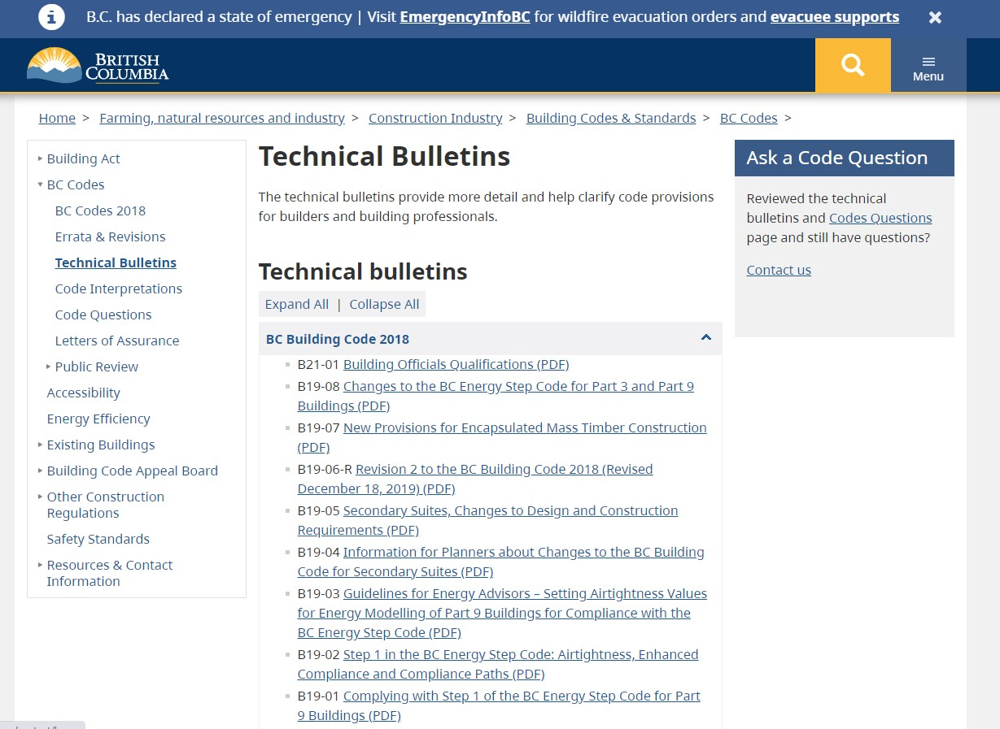 B.C. has declared a state of emergency | Visit EmergencyInfoBC for wildfire evacuation orders and evacuee supports
BRITISH
COLUMBIA
Menu
Home > Farming, natural resources and industry > Construction Industry > Building Codes & Standards > BC Codes >
Building Act
BC Codes
BC Codes 2018
Errata & Revisions
Technical Bulletins
Code Interpretations
Code Questions
Letters of Assurance
Public Review
Accessibility
Energy Efficiency
Existing Buildings
Building Code Appeal Board
Other Construction
Regulations
Safety Standards
Resources & Contact
Information
Technical Bulletins
The technical bulletins provide more detail and help clarify code provisions
for builders and building professionals.
Technical bulletins
Expand All | Collapse All
BC Building Code 2018
B21-01 Building Officials Qualifications (PDF)
B19-08 Changes to the BC Energy Step Code for Part 3 and Part 9
Buildings (PDF)
B19-07 New Provisions for Encapsulated Mass Timber Construction
(PDF)
B19-06-R Revision 2 to the BC Building Code 2018 (Revised
December 18, 2019) (PDF)
B19-05 Secondary Suites, Changes to Design and Construction
Requirements (PDF)
B19-04 Information for Planners about Changes to the BC Building
Code for Secondary Suites (PDF)
B19-03 Guidelines for Energy Advisors – Setting Airtightness Values
for Energy Modelling of Part 9 Buildings for Compliance with the
BC Energy Step Code (PDF)
B19-02 Step 1 in the BC Energy Step Code: Airtightness, Enhanced
Compliance and Compliance Paths (PDF)
B19-01 Complying with Step 1 of the BC Energy Step Code for Part
9 Buildings (PDF)
Ask a Code Question
Reviewed the technical
bulletins and Codes Questions
page and still have questions?
Contact us